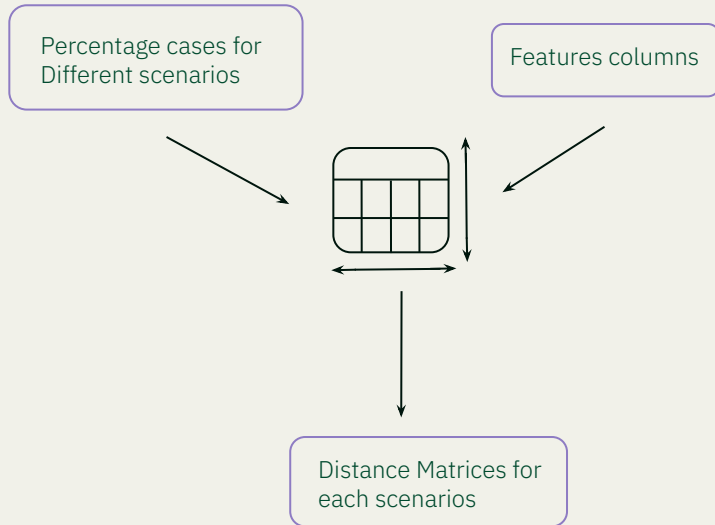 Percentage cases for
Different scenarios
Features columns
Distance Matrices for
each scenarios